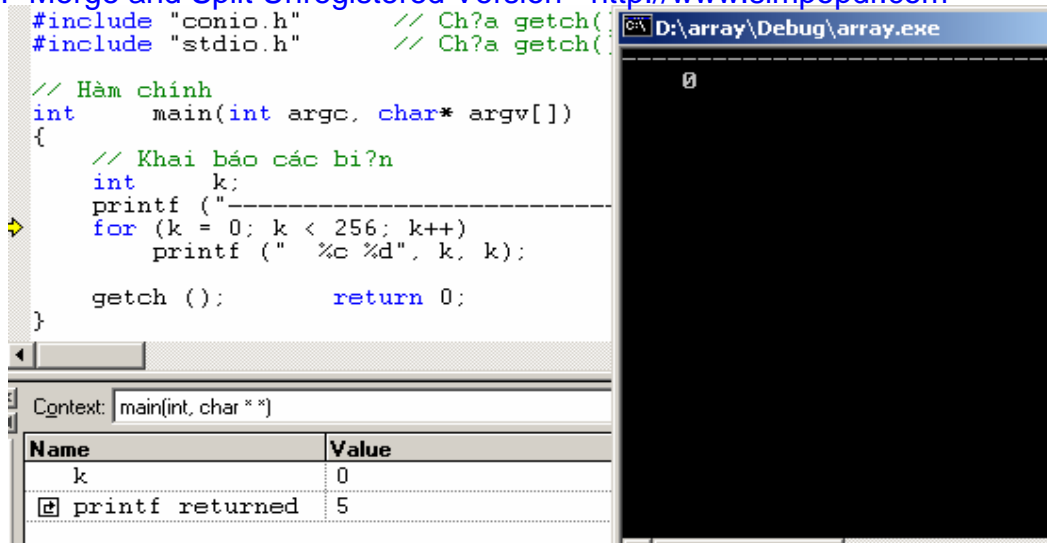 Merge and Split Unregistered Version - http://www.simpopdf.com
#include "conio.h" // Ch?a getch(
#include "stdio.h" // Ch?a getch(
// Hàm chính
int main(int argc, char* argv[])
{
// Khai báo các bi?n
int k;
printf ("----------------------------
for (k = 0; k < 256; k++)
printf (" %c %d", k, k);
getch (); return 0;
}
D:\array\Debug\array.exe
--------------------------------
0
Context: main(int, char * *)
Name Value
k 0
printf returned 5